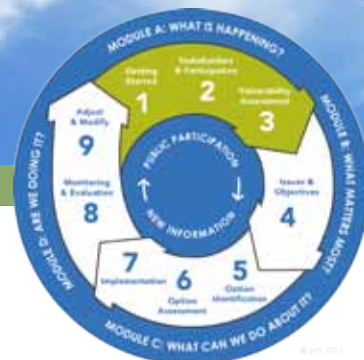 MODULE A: WHAT IS HAPPENING?
Getting
Started
1
Stakeholders
& Participation
2
Vulnerability
Assessment
3
MODULE B: WHAT MATTERS MOST?
Issues &
Objectives
4
MODULE C: WHAT CAN WE DO ABOUT IT?
5
Option
Identification
6
Option
Assessment
7
Implementation
MODULE D: ARE WE DOING IT?
8
Monitoring
& Evaluation
Adjust
& Modify
9
PUBLIC PARTICIPATION
NEW INFORMATION